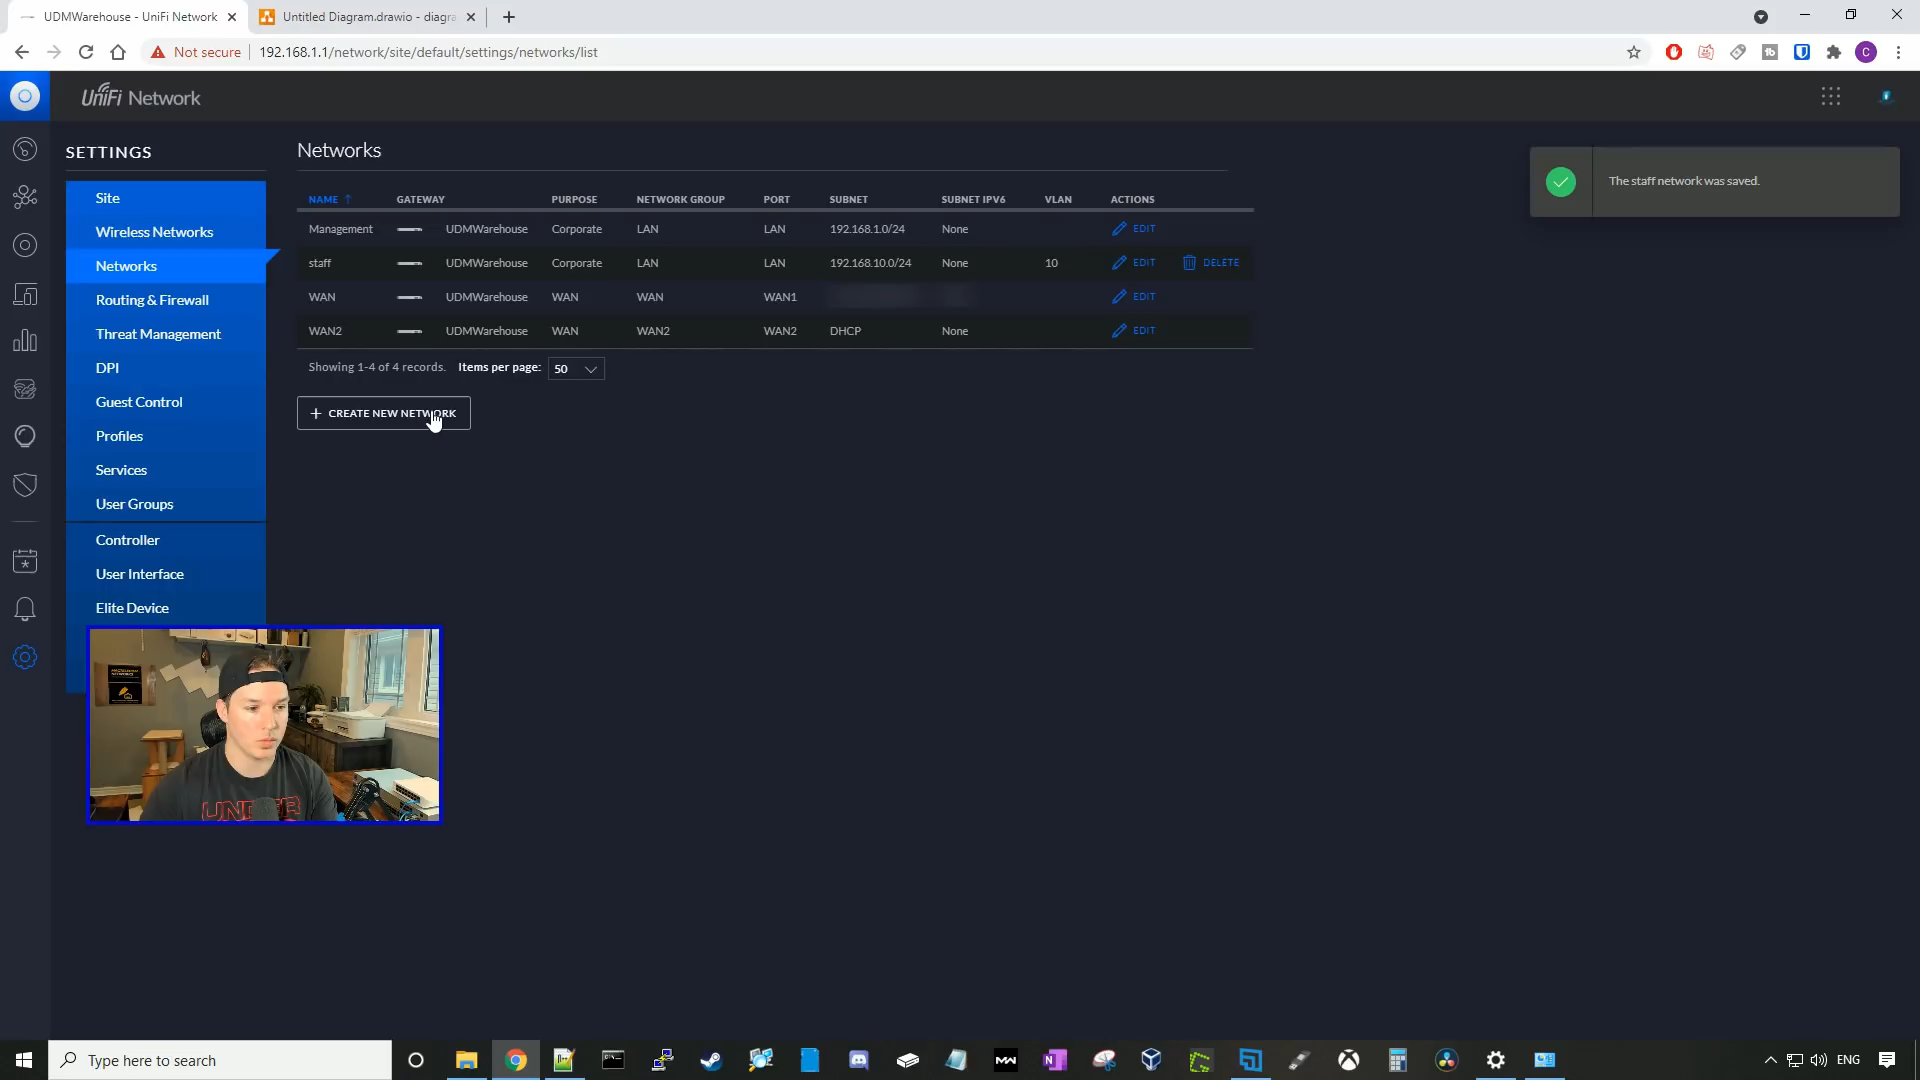 UDMWarehouse - UniFi Network
Untitled Diagram.drawio - diagra
Not secure
192.168.1.1/network/site/default/settings/networks/list
C
UniFi Network
SETTINGS
Site
Wireless Networks
Networks
Routing & Firewall
Threat Management
DPI
Guest Control
Profiles
Services
User Groups
Controller
User Interface
Elite Device
Networks
NAME GATEWAY PURPOSE NETWORK GROUP PORT SUBNET SUBNET IPV6 VLAN ACTIONS
Management UDMWarehouse Corporate LAN LAN 192.168.1.0/24 None EDIT
staff UDMWarehouse Corporate LAN LAN 192.168.10.0/24 None 10 EDIT DELETE
WAN UDMWarehouse WAN WAN WAN1 EDIT
WAN2 UDMWarehouse WAN WAN2 WAN2 DHCP None EDIT
Showing 1-4 of 4 records. Items per page: 50
CREATE NEW NETWORK
The staff network was saved.
UNDER
Type here to search
MW
N
ENG